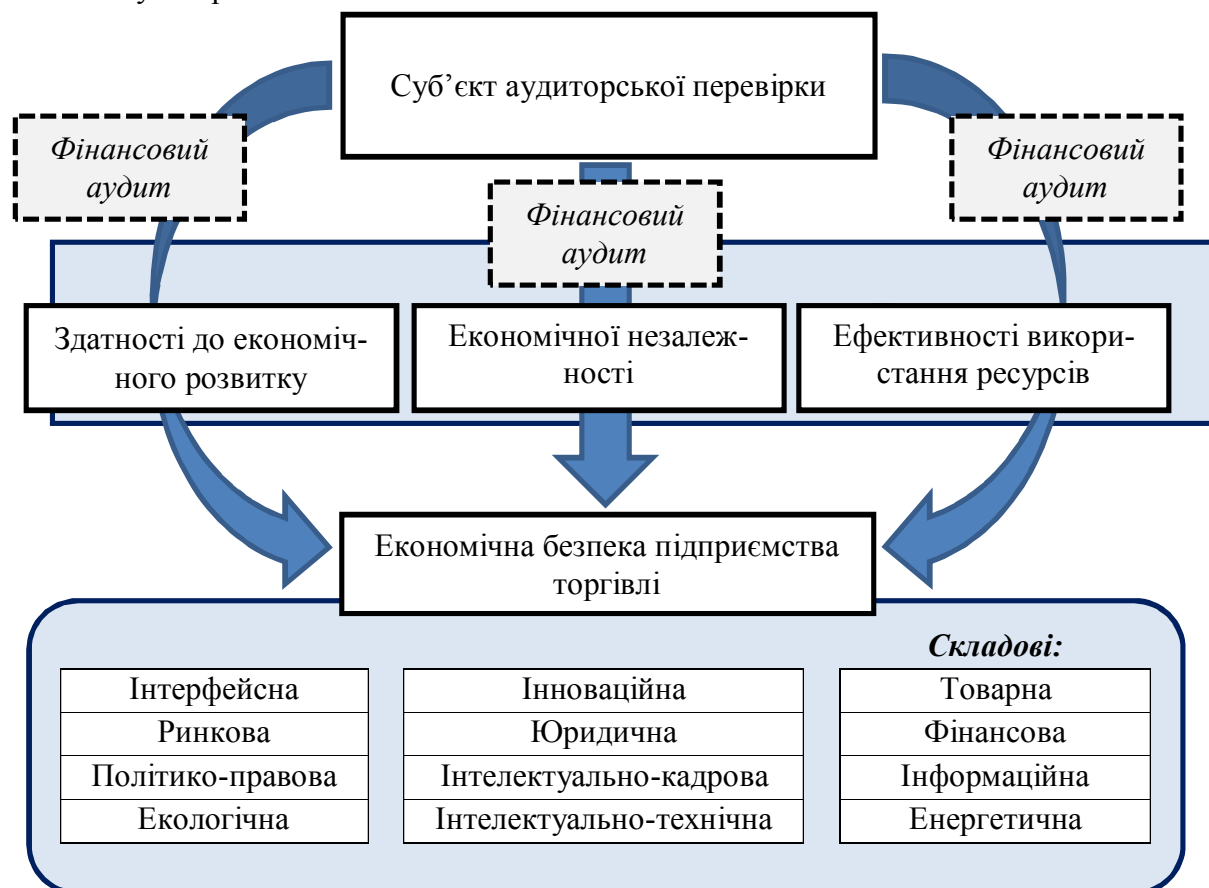 Суб’єкт аудиторської перевірки
Фінансовий
аудит
Фінансовий
аудит
Фінансовий
аудит
Здатності до економіч-
ного розвитку
Економічної незалеж-
ності
Ефективності викори-
стання ресурсів
Економічна безпека підприємства
торгівлі
Складові:
Інтерфейсна
Ринкова
Політико-правова
Екологічна
Інноваційна
Юридична
Інтелектуально-кадрова
Інтелектуально-технічна
Товарна
Фінансова
Інформаційна
Енергетична